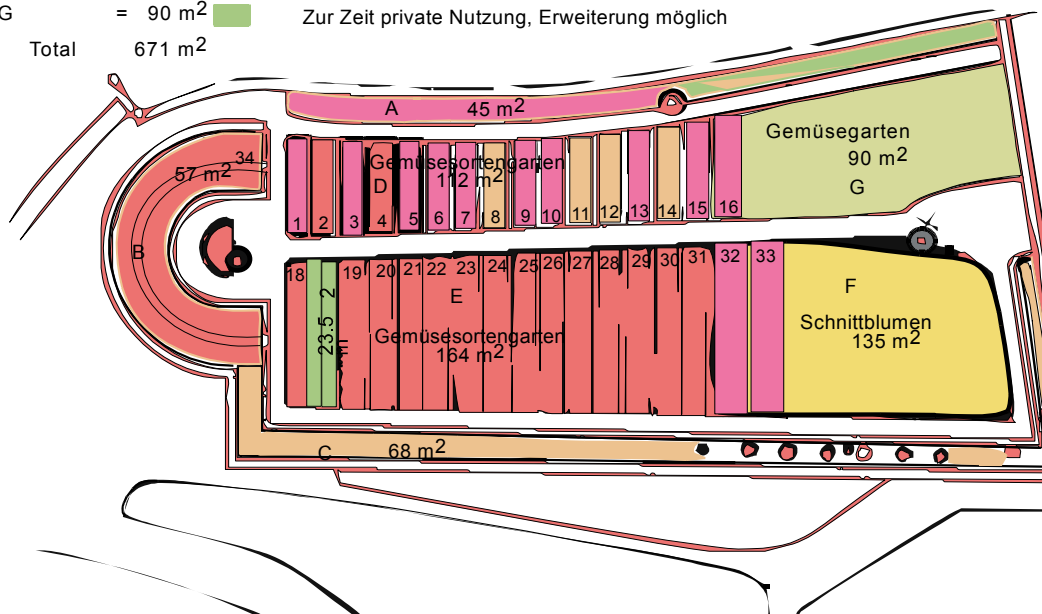 G = 90 m2 Zur Zeit private Nutzung, Erweiterung möglich
Total 671 m2
A 45 m2
Gemüsegarten
90 m2
G
34
57 m2
B
Gemüsesortengarten
112 m2
D
1 2 3 4 5 6 7 8 9 10 11 12 13 14 15 16
18 19 20 21 22 23 24 25 26 27 28 29 30 31 32 33
23.5 m2
E
Gemüsesortengarten
164 m2
F
Schnittblumen
135 m2
C 68 m2